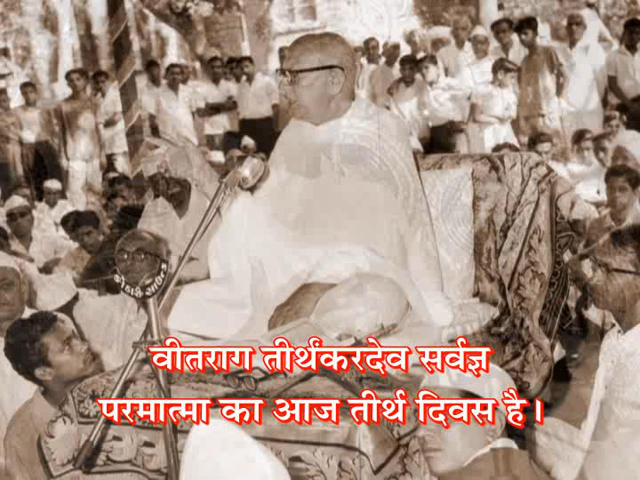 वीतराग तीर्थंकरदेव सर्वज्ञ
परमात्मा का आज तीर्थ दिवस है।